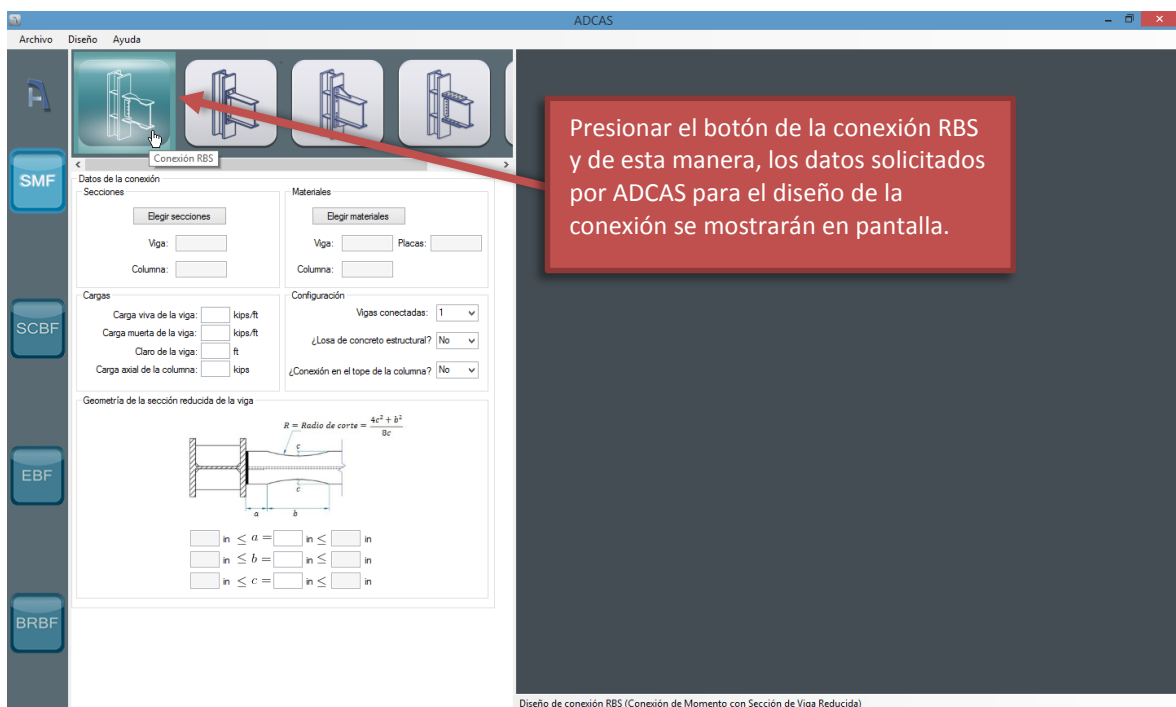 ADCAS
Archivo Diseño Ayuda
Conexión RBS
Presionar el botón de la conexión RBS
y de esta manera, los datos solicitados
por ADCAS para el diseño de la
conexión se mostrarán en pantalla.
SMF
SCBF
EBF
BRBF
Datos de la conexión
Secciones
Elegir secciones
Viga:
Columna:
Materiales
Elegir materiales
Viga: Placas:
Columna:
Cargas
Carga viva de la viga: kips/ft
Carga muerta de la viga: kips/ft
Claro de la viga: ft
Carga axial de la columna: kips
Configuración
Vigas conectadas: 1
¿Losa de concreto estructural? No
¿Conexión en el tope de la columna? No
Geometría de la sección reducida de la viga
R = Radio de corte = \frac{4c² + b²}{8c}
c
c
a b
in ≤ a = in ≤ in
in ≤ b = in ≤ in
in ≤ c = in ≤ in
Diseño de conexión RBS (Conexión de Momento con Sección de Viga Reducida)